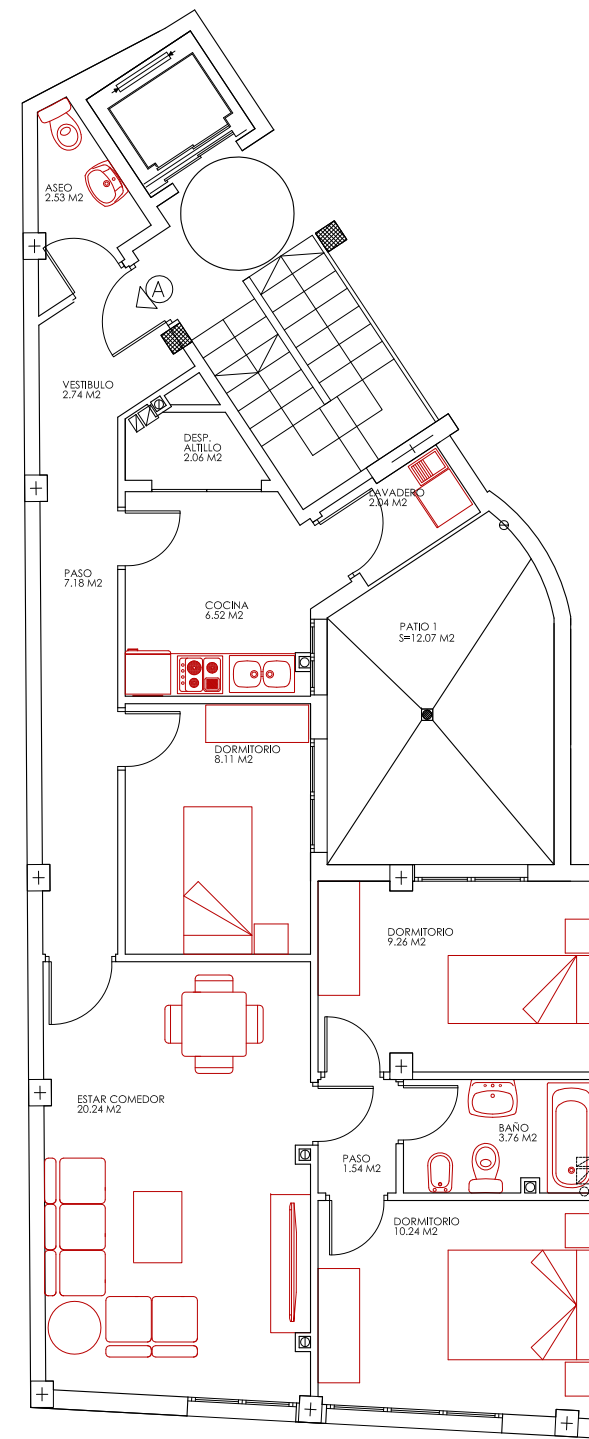 ASEO
2.53 M2
A
VESTIBULO
2.74 M2
DESP.
ALTILLO
2.06 M2
LAVADERO
2.04 M2
PASO
7.18 M2
COCINA
6.52 M2
PATIO 1
S=12.07 M2
DORMITORIO
8.11 M2
DORMITORIO
9.26 M2
ESTAR COMEDOR
20.24 M2
BAÑO
3.76 M2
PASO
1.54 M2
DORMITORIO
10.24 M2